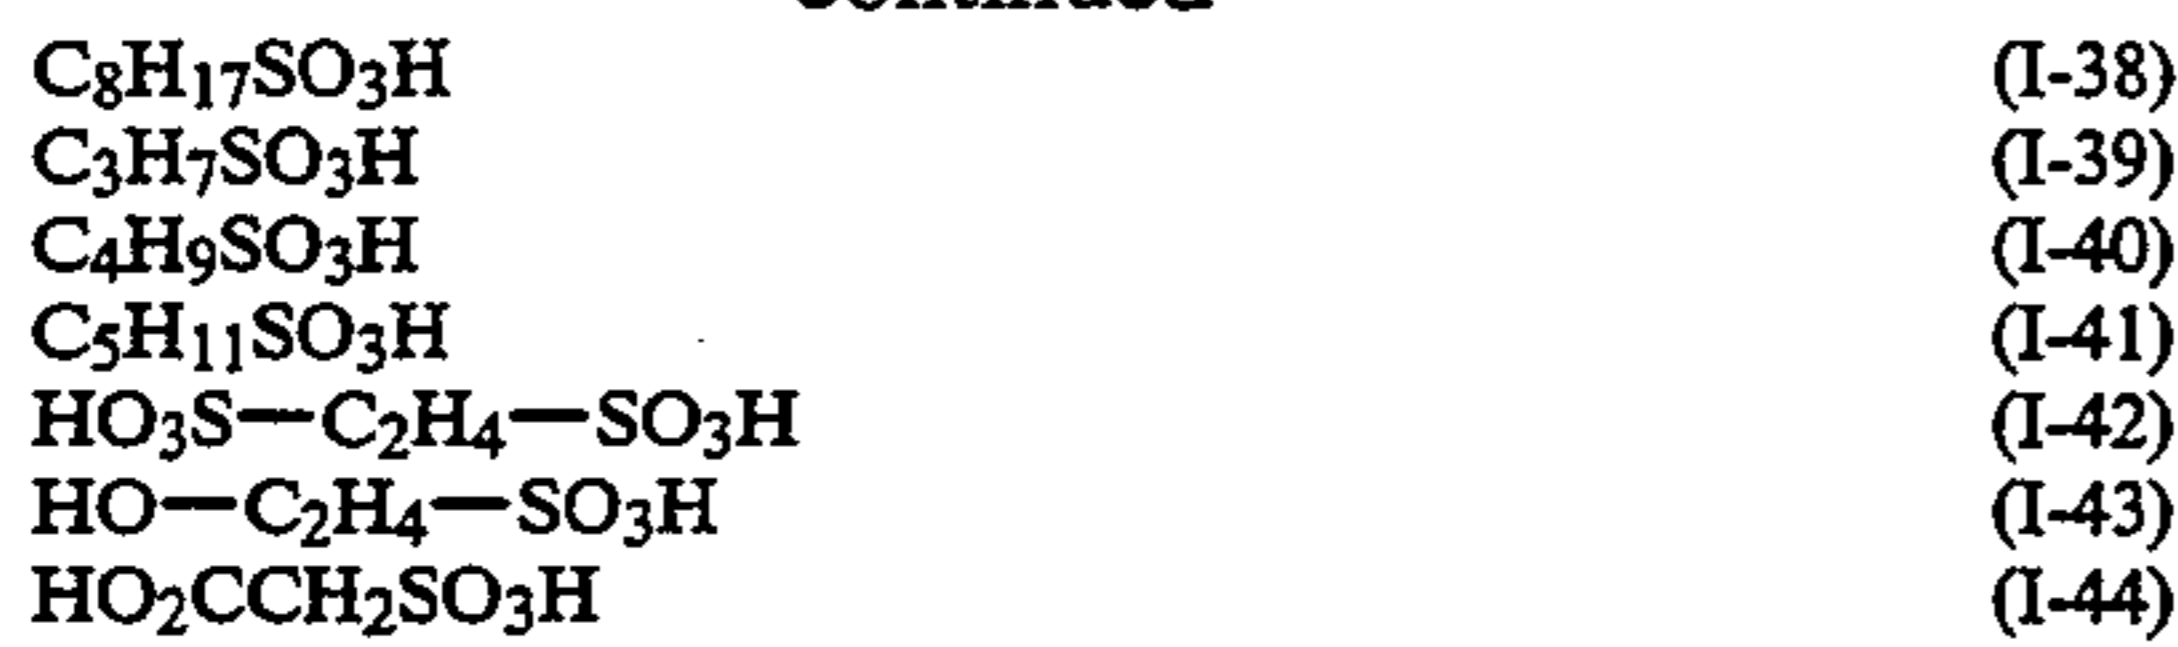 C8H17SO3H (I-38)
C3H7SO3H (I-39)
C4H9SO3H (I-40)
C5H11SO3H (I-41)
HO3S—C2H4—SO3H (I-42)
HO—C2H4—SO3H (I-43)
HO2CCH2SO3H (I-44)